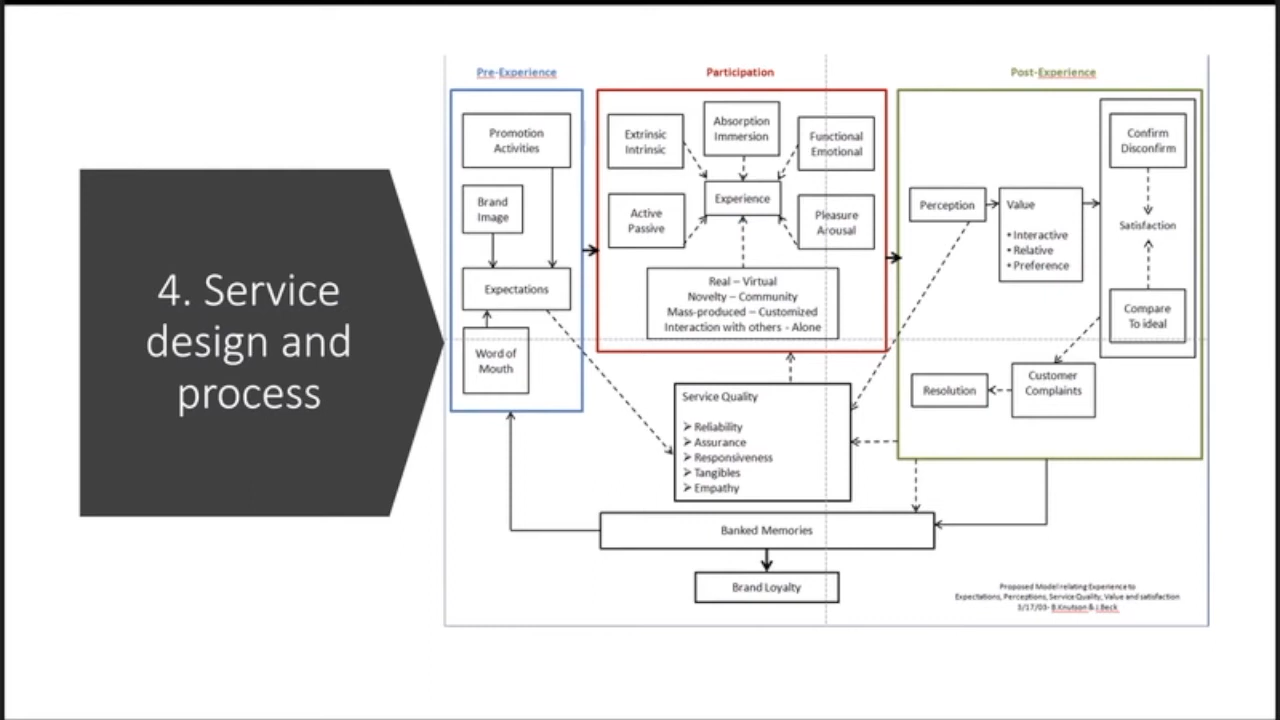 4. Service
design and
process
Pre-Experience
Promotion
Activities
Brand
Image
Expectations
Word of
Mouth
Participation
Extrinsic
Intrinsic
Absorption
Immersion
Functional
Emotional
Experience
Active
Passive
Pleasure
Arousal
Real – Virtual
Novelty – Community
Mass-produced – Customized
Interaction with others - Alone
Post-Experience
Perception
Value
• Interactive
• Relative
• Preference
Confirm
Disconfirm
Satisfaction
Compare
To ideal
Customer
Complaints
Resolution
Service Quality
➢ Reliability
➢ Assurance
➢ Responsiveness
➢ Tangibles
➢ Empathy
Banked Memories
Brand Loyalty
Proposed Model relating Experience to
Expectations, Perceptions, Service Quality, Value and satisfaction
3/17/03- B.Knutson & J.Beck